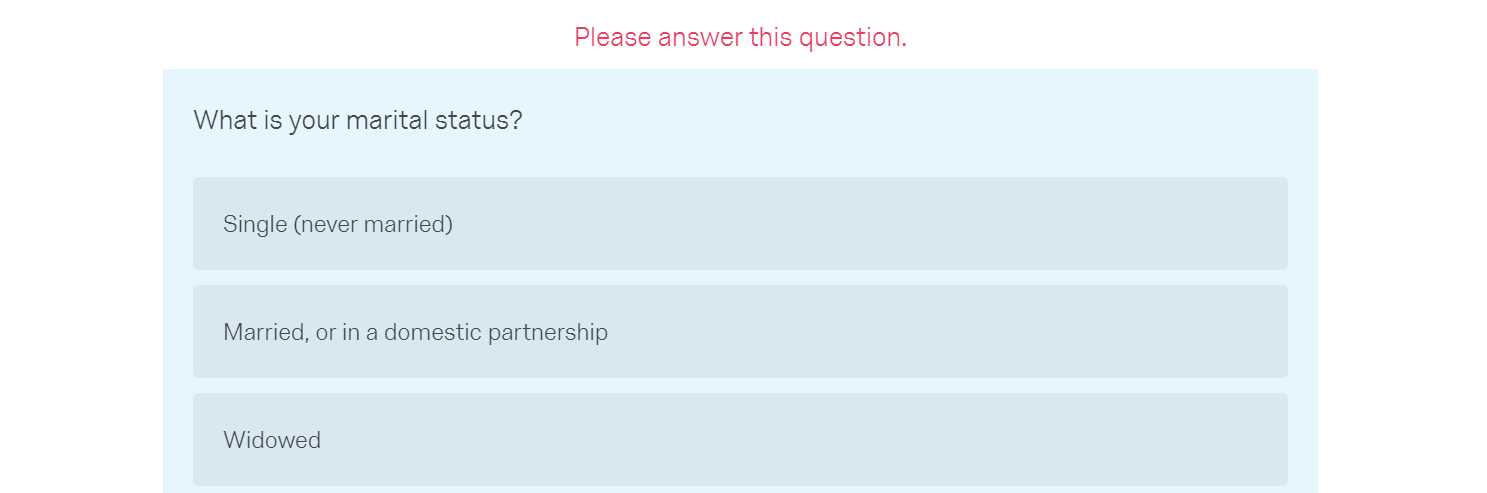 Please answer this question.
What is your marital status?
Single (never married)
Married, or in a domestic partnership
Widowed